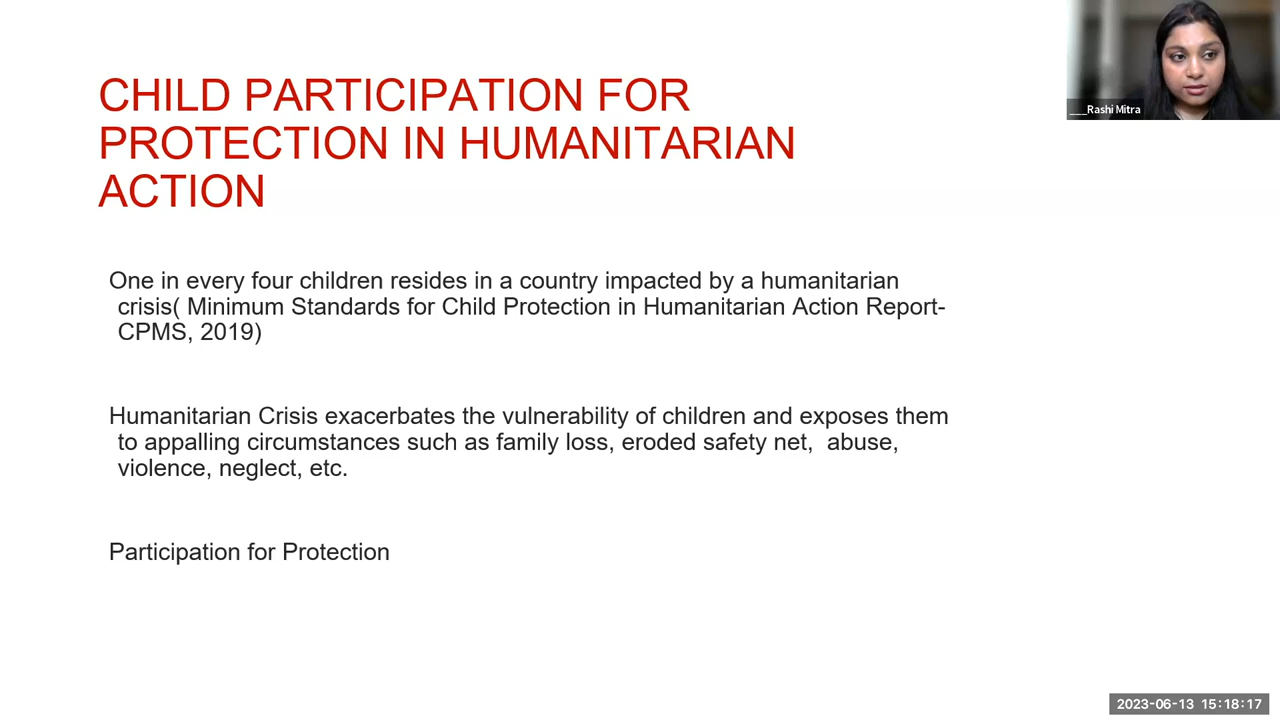 CHILD PARTICIPATION FOR
PROTECTION IN HUMANITARIAN
ACTION
___Rashi Mitra
One in every four children resides in a country impacted by a humanitarian
crisis( Minimum Standards for Child Protection in Humanitarian Action Report-
CPMS, 2019)
Humanitarian Crisis exacerbates the vulnerability of children and exposes them
to appalling circumstances such as family loss, eroded safety net,  abuse,
violence, neglect, etc.
Participation for Protection
2023-06-13 15:18:17